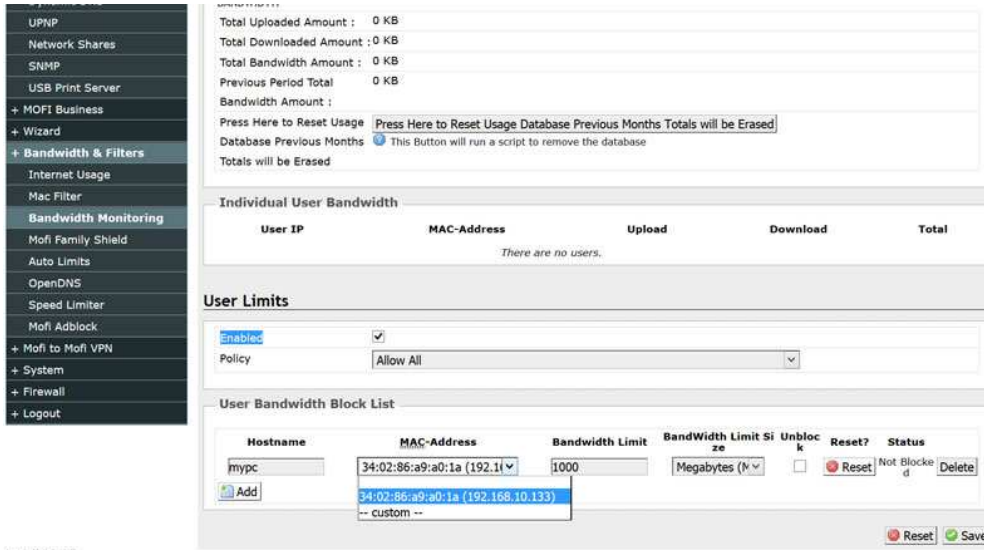 UPNP
Network Shares
SNMP
USB Print Server
+ MOFI Business
+ Wizard
+ Bandwidth & Filters
Internet Usage
Mac Filter
Bandwidth Monitoring
Mofi Family Shield
Auto Limits
OpenDNS
Speed Limiter
Mofi Adblock
+ Mofi to Mofi VPN
+ System
+ Firewall
+ Logout
BANDWIDTH
Total Uploaded Amount : 0 KB
Total Downloaded Amount : 0 KB
Total Bandwidth Amount : 0 KB
Previous Period Total 0 KB
Bandwidth Amount :
Press Here to Reset Usage Press Here to Reset Usage Database Previous Months Totals will be Erased
Database Previous Months This Button will run a script to remove the database
Totals will be Erased
Individual User Bandwidth
User IP MAC-Address Upload Download Total
There are no users.
User Limits
Enabled
Policy Allow All
User Bandwidth Block List
Hostname MAC-Address Bandwidth Limit BandWidth Limit Si Unbloc Reset? Status
ze k
mypc 34:02:86:a9:a0:1a (192.1 1000 Megabytes (M Reset Not Blocke Delete
d
Add
34:02:86:a9:a0:1a (192.168.10.133)
-- custom --
Reset Save